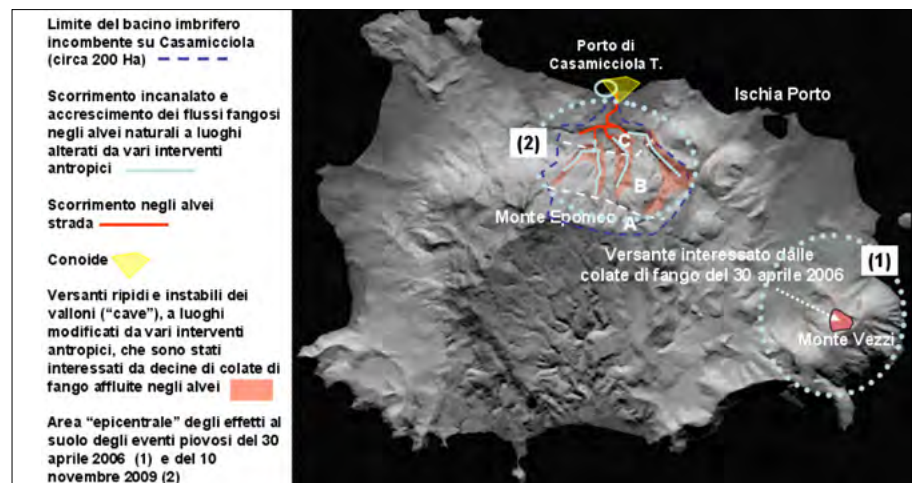 Limite del bacino imbrifero
incombente su Casamicciola
(circa 200 Ha)
Scorrimento incanalato e
accrescimento dei flussi fangosi
negli alvei naturali a luoghi
alterati da vari interventi
antropici
Scorrimento negli alvei
strada
Conoide
Versanti ripidi e instabili dei
valloni (“cave”), a luoghi
modificati da vari interventi
antropici, che sono stati
interessati da decine di colate di
fango affluite negli alvei
Area “epicentrale” degli effetti al
suolo degli eventi piovosi del 30
aprile 2006 (1) e del 10
novembre 2009 (2)
Porto di
Casamicciola T.
Ischia Porto
(2)
C
B
A
Monte Epomeo
Versante interessato dalle
colate di fango del 30 aprile 2006
(1)
Monte Vezzi